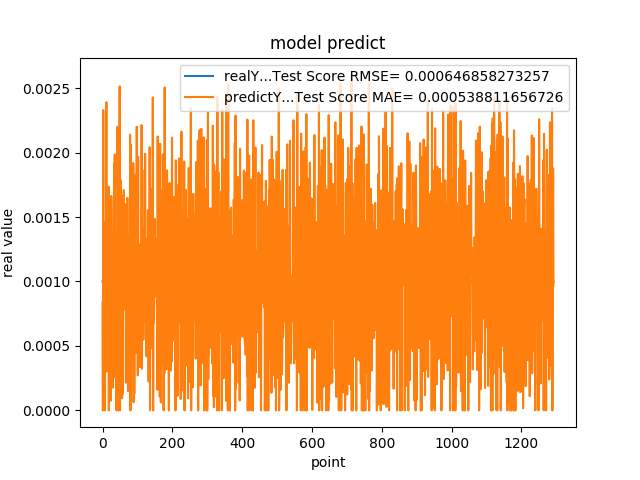 model predict
realY...Test Score RMSE= 0.000646858273257
predictY...Test Score MAE= 0.000538811656726
0.0025
0.0020
0.0015
0.0010
0.0005
0.0000
real value
0 200 400 600 800 1000 1200
point